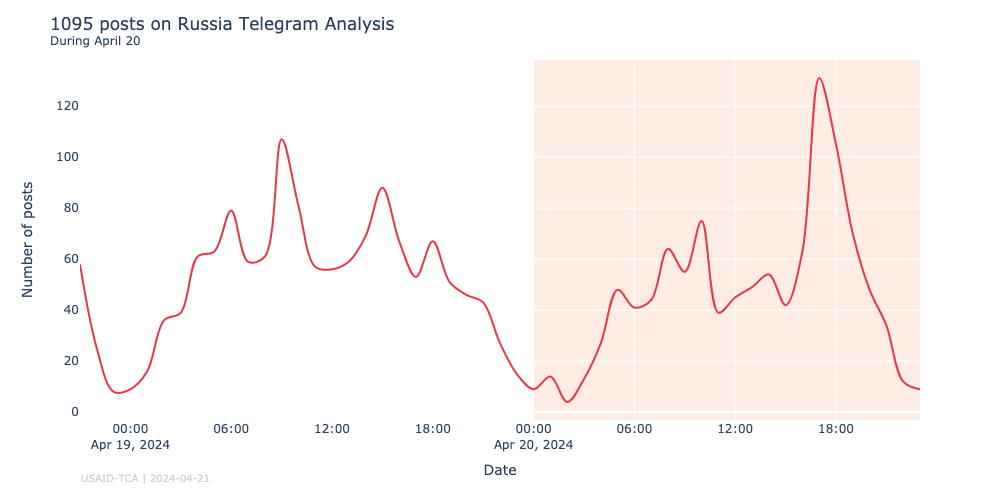 1095 posts on Russia Telegram Analysis
During April 20
Number of posts
120
100
80
60
40
20
0
00:00 06:00 12:00 18:00 00:00 06:00 12:00 18:00
Apr 19, 2024 Apr 20, 2024
Date
USAID-TCA | 2024-04-21